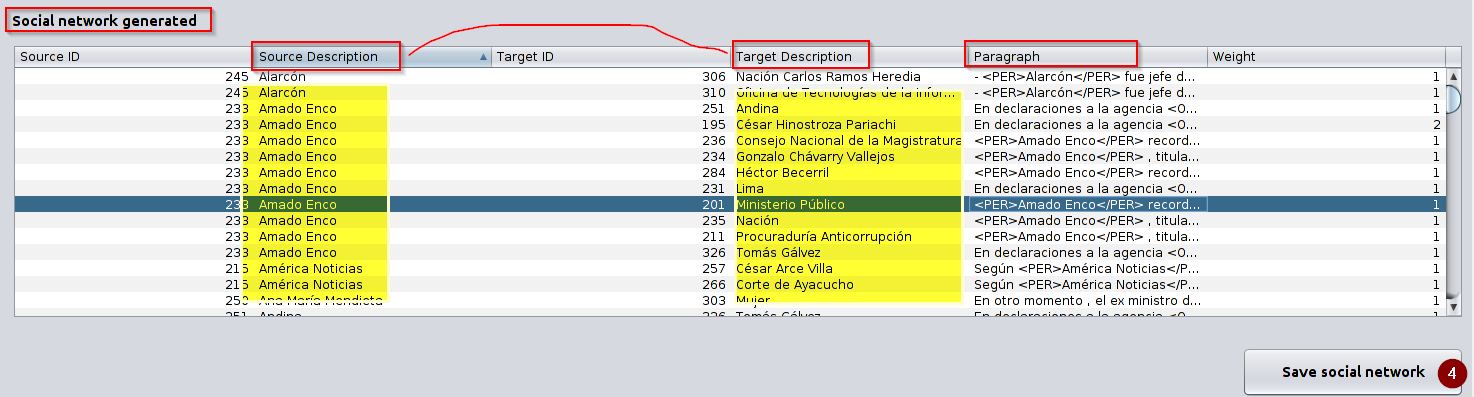 Social network generated
Source ID Source Description Target ID Target Description Paragraph Weight
245 Alarcón 306 Nación Carlos Ramos Heredia - <PER>Alarcón</PER> fue jefe d... 1
245 Alarcón 310 Oficina de Tecnologías de la Infor... - <PER>Alarcón</PER> fue jefe d... 1
233 Amado Enco 251 Andina En declaraciones a la agencia <O... 1
233 Amado Enco 195 César Hinostroza Pariachi En declaraciones a la agencia <O... 2
233 Amado Enco 236 Consejo Nacional de la Magistratura <PER>Amado Enco</PER> record... 1
233 Amado Enco 234 Gonzalo Chávarry Vallejos <PER>Amado Enco</PER> , titula... 1
233 Amado Enco 284 Héctor Becerril <PER>Amado Enco</PER> record... 1
233 Amado Enco 231 Lima En declaraciones a la agencia <O... 1
233 Amado Enco 201 Ministerio Público <PER>Amado Enco</PER> record... 1
233 Amado Enco 235 Nación <PER>Amado Enco</PER> , titula... 1
233 Amado Enco 211 Procuraduría Anticorrupción <PER>Amado Enco</PER> , titula... 1
233 Amado Enco 326 Tomás Gálvez En declaraciones a la agencia <O... 1
215 América Noticias 257 César Arce Villa Según <PER>América Noticias</P... 1
215 América Noticias 266 Corte de Ayacucho Según <PER>América Noticias</P... 1
250 Ana María Mendieta 303 Mujer En otro momento , el ex ministro d... 1
251 Andina 326 Tomás Gálvez En declaraciones a la agencia <O... 1
Save social network 4